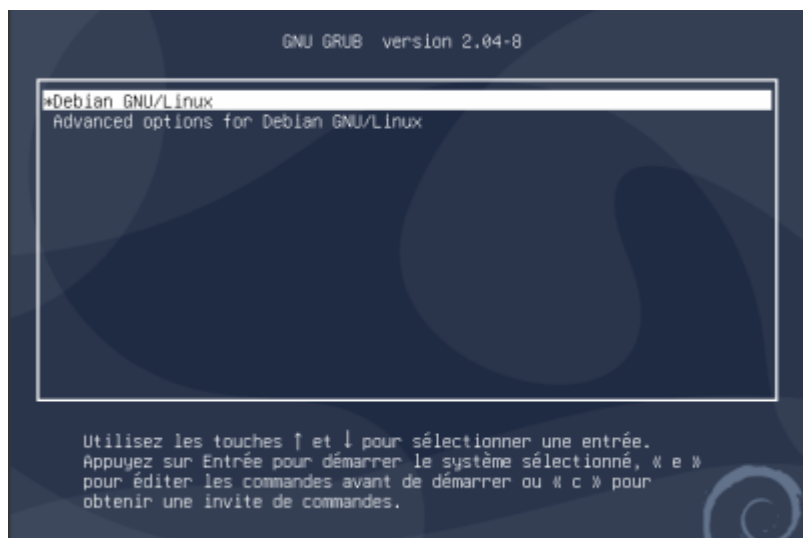 GNU GRUB  version 2.04-8
*Debian GNU/Linux
Advanced options for Debian GNU/Linux
Utilisez les touches ↑ et ↓ pour sélectionner une entrée.
Appuyez sur Entrée pour démarrer le système sélectionné, « e »
pour éditer les commandes avant de démarrer ou « c » pour
obtenir une invite de commandes.